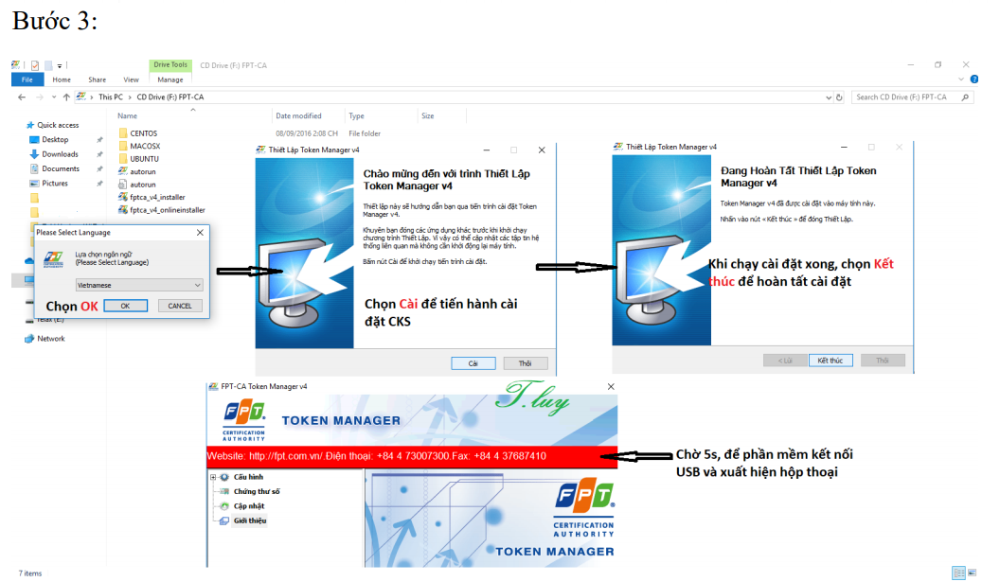 Bước 3:
Drive Tools
CD Drive (F:) FPT-CA
File
Home
Share
View
Manage
This PC > CD Drive (F:) FPT-CA
Search CD Drive (F:) FPT-CA
Name
Date modified
Type
Size
Quick access
Desktop
Downloads
Documents
Pictures
CENTOS
08/09/2016 2:08 CH
File folder
MACOSX
UBUNTU
autorun
autorun
fptca_v4_installer
fptca_v4_onlineinstaller
Please Select Language
Lựa chọn ngôn ngữ
(Please Select Language)
Vietnamese
Chọn OK
OK
CANCEL
Network
Thiết Lập Token Manager v4
Chào mừng đến với trình Thiết Lập
Token Manager v4
Thiết lập này sẽ hướng dẫn bạn qua tiến trình cài đặt Token
Manager v4.
Khuyên bạn đóng các ứng dụng khác trước khi khởi chạy
chương trình Thiết Lập. Vì vậy có thể cập nhật các tập tin hệ
thống liên quan mà không cần khởi động lại máy tính.
Bấm nút Cài để khởi chạy tiến trình cài đặt.
Chọn Cài để tiến hành cài
đặt CKS
Cài
Thôi
Thiết Lập Token Manager v4
Đang Hoàn Tất Thiết Lập Token
Manager v4
Token Manager v4 đã được cài đặt vào máy tính này.
Nhấn vào nút «Kết thúc » để đóng Thiết Lập.
Khi chạy cài đặt xong, chọn Kết
thúc để hoàn tất cài đặt
< Lùi
Kết thúc
Thôi
FPT-CA Token Manager v4
T.luy
FPT.
CERTIFICATION
AUTHORITY
TOKEN MANAGER
Website: http://fpt.com.vn/.Điện thoại: +84 4 73007300 Fax: +84 4 37687410
Chờ 5s, để phần mềm kết nối
USB và xuất hiện hộp thoại
Cấu hình
Chứng thư số
Cập nhật
Giới thiệu
FPT.
CERTIFICATION
AUTHORITY
TOKEN MANAGER
7 items